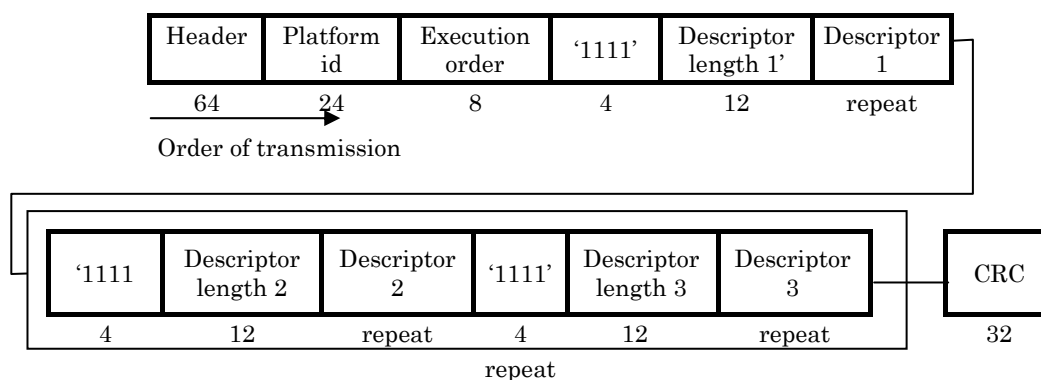 Header Platform Execution ‘1111’ Descriptor Descriptor
id order length 1’ 1
64 24 8 4 12 repeat
Order of transmission
‘1111 Descriptor Descriptor ‘1111’ Descriptor Descriptor CRC
length 2 2 length 3 3
4 12 repeat 4 12 repeat 32
repeat